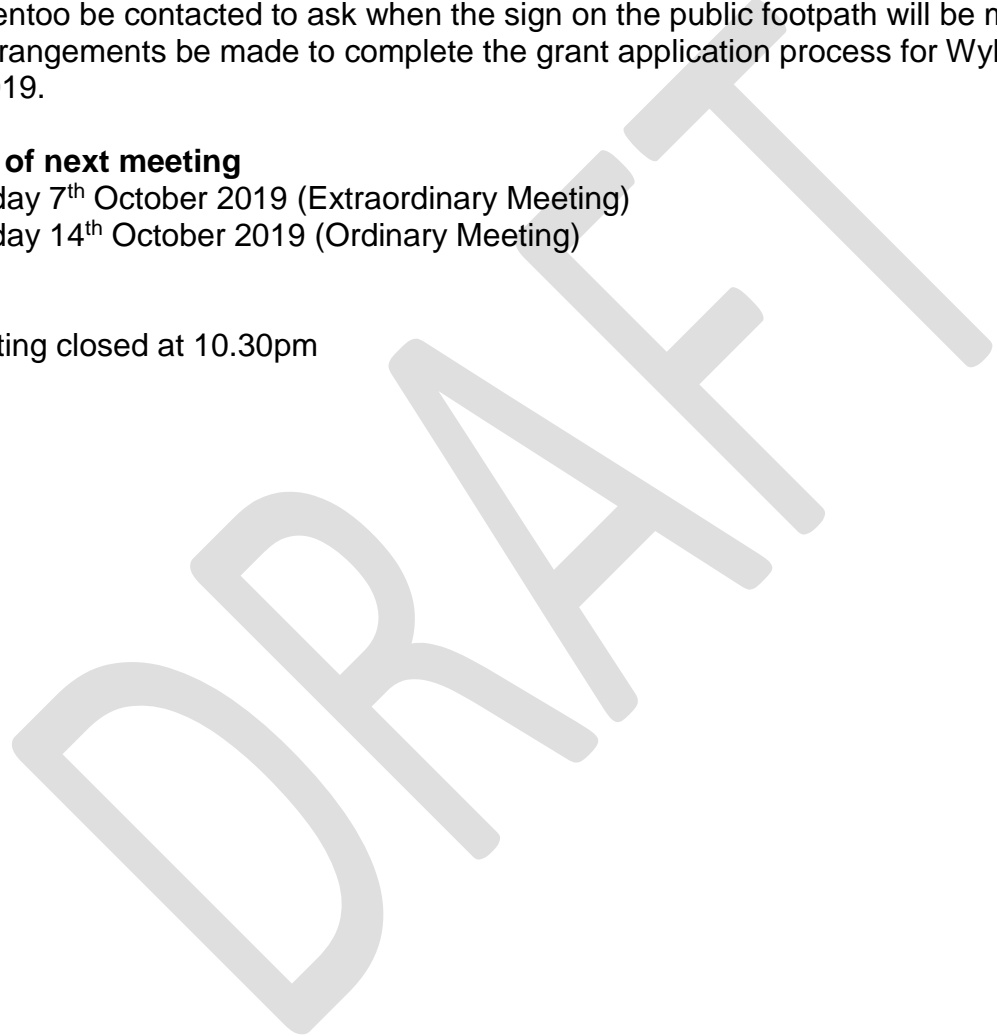 entoo be contacted to ask when the sign on the public footpath will be m
rangements be made to complete the grant application process for Wyl
019.
of next meeting
day 7th October 2019 (Extraordinary Meeting)
day 14th October 2019 (Ordinary Meeting)
ting closed at 10.30pm
DRAFT